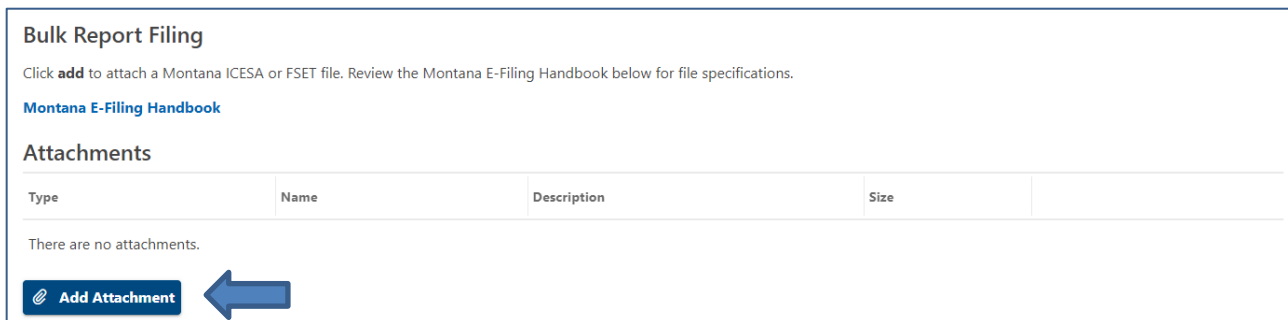 Bulk Report Filing
Click add to attach a Montana ICESA or FSET file. Review the Montana E-Filing Handbook below for file specifications.
Montana E-Filing Handbook
Attachments
Type Name Description Size
There are no attachments.
Add Attachment